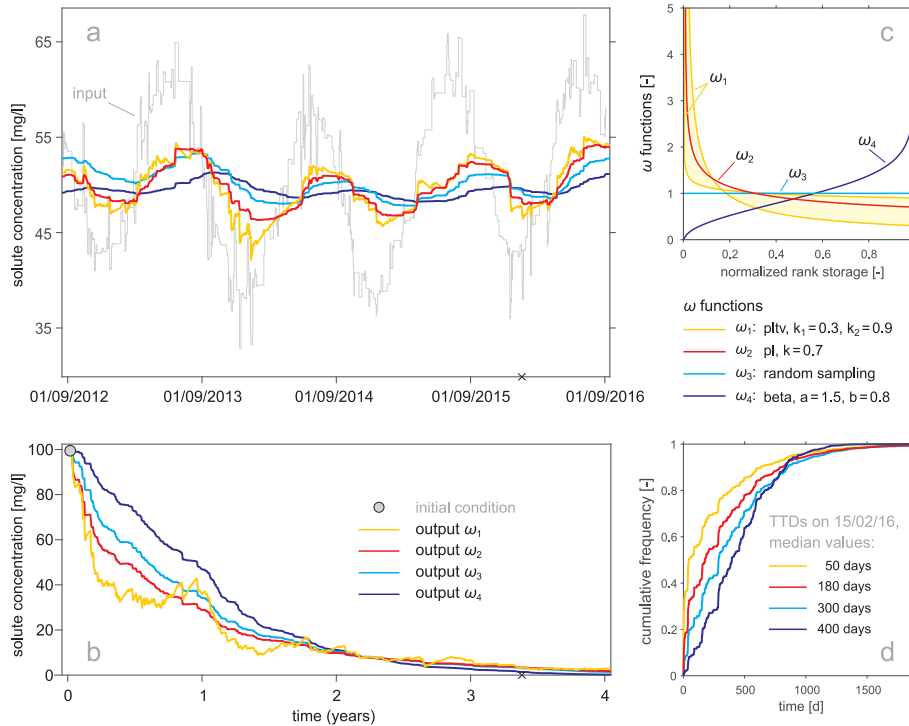 a
65
55
45
35
solute concentration [mg/l]
input
01/09/2012
01/09/2013
01/09/2014
01/09/2015
01/09/2016
c
5
4
3
2
1
0
ω functions [-]
ω1
ω2
ω3
ω4
0.2
0.4
0.6
0.8
normalized rank storage [-]
ω functions
ω1: pltv, k1=0.3, k2=0.9
ω2 pl, k=0.7
ω3: random sampling
ω4: beta, a=1.5, b=0.8
b
100
80
60
40
20
0
solute concentration [mg/l]
initial condition
output ω1
output ω2
output ω3
output ω4
0
1
2
3
4
time (years)
d
1
0.8
0.6
0.4
0.2
0
cumulative frequency [-]
TTDs on 15/02/16,
median values:
50 days
180 days
300 days
400 days
0
500
1000
1500
time [d]